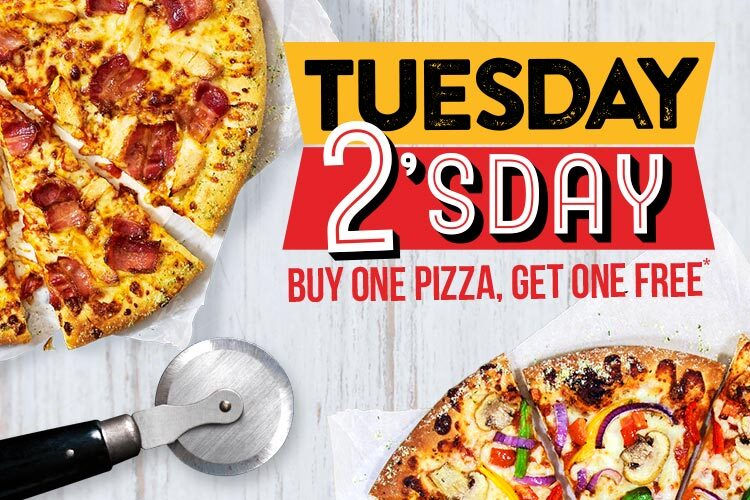 TUESDAY
2'SDAY
BUY ONE PIZZA, GET ONE FREE*